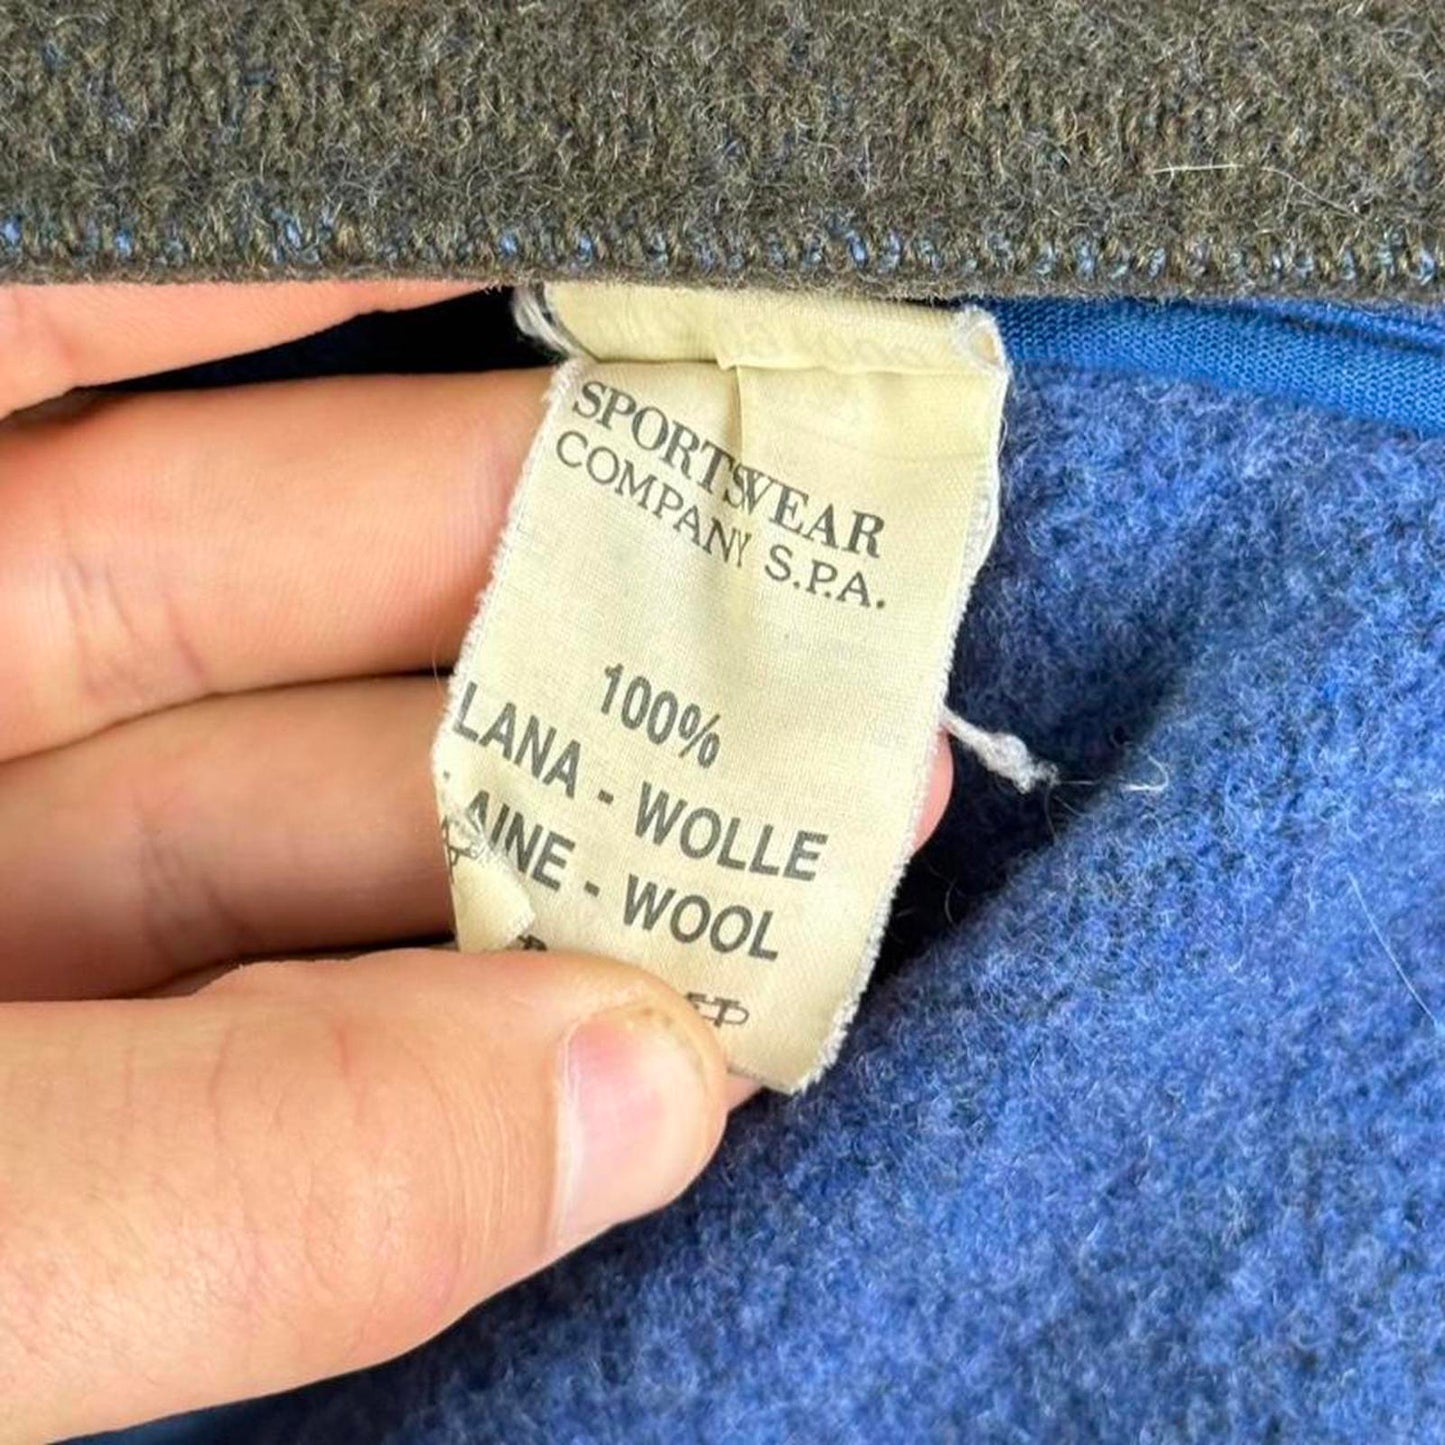 SPORTSWEAR
COMPANY S.P.A.
100%
LANA - WOLLE
AINE - WOOL